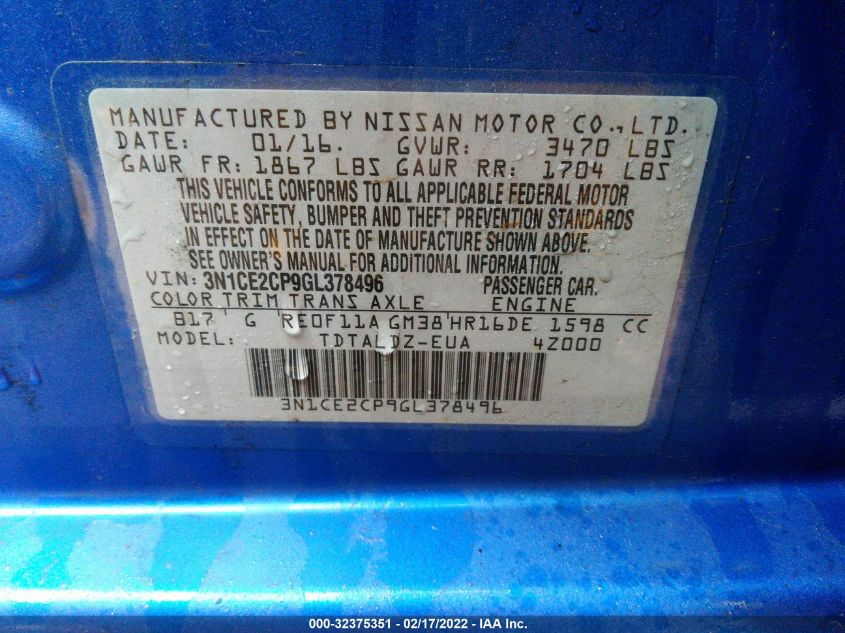 MANUFACTURED BY NISSAN MOTOR CO., LTD.
DATE: 01/16. GVWR: 3470 LBS
GAWR FR: 1867 LBS GAWR RR: 1704 LBS
THIS VEHICLE CONFORMS TO ALL APPLICABLE FEDERAL MOTOR
VEHICLE SAFETY, BUMPER AND THEFT PREVENTION STANDARDS
IN EFFECT ON THE DATE OF MANUFACTURE SHOWN ABOVE.
SEE OWNER'S MANUAL FOR ADDITIONAL INFORMATION.
VIN: 3N1CE2CP9GL378496 PASSENGER CAR.
COLOR TRIM TRANS AXLE ENGINE
B17 G RE0F11A GM38 HR16DE 1598 CC
MODEL: TDTALDZ-EUA 4Z000
3N1CE2CP9GL378496
000-32375351 - 02/17/2022 - IAA Inc.